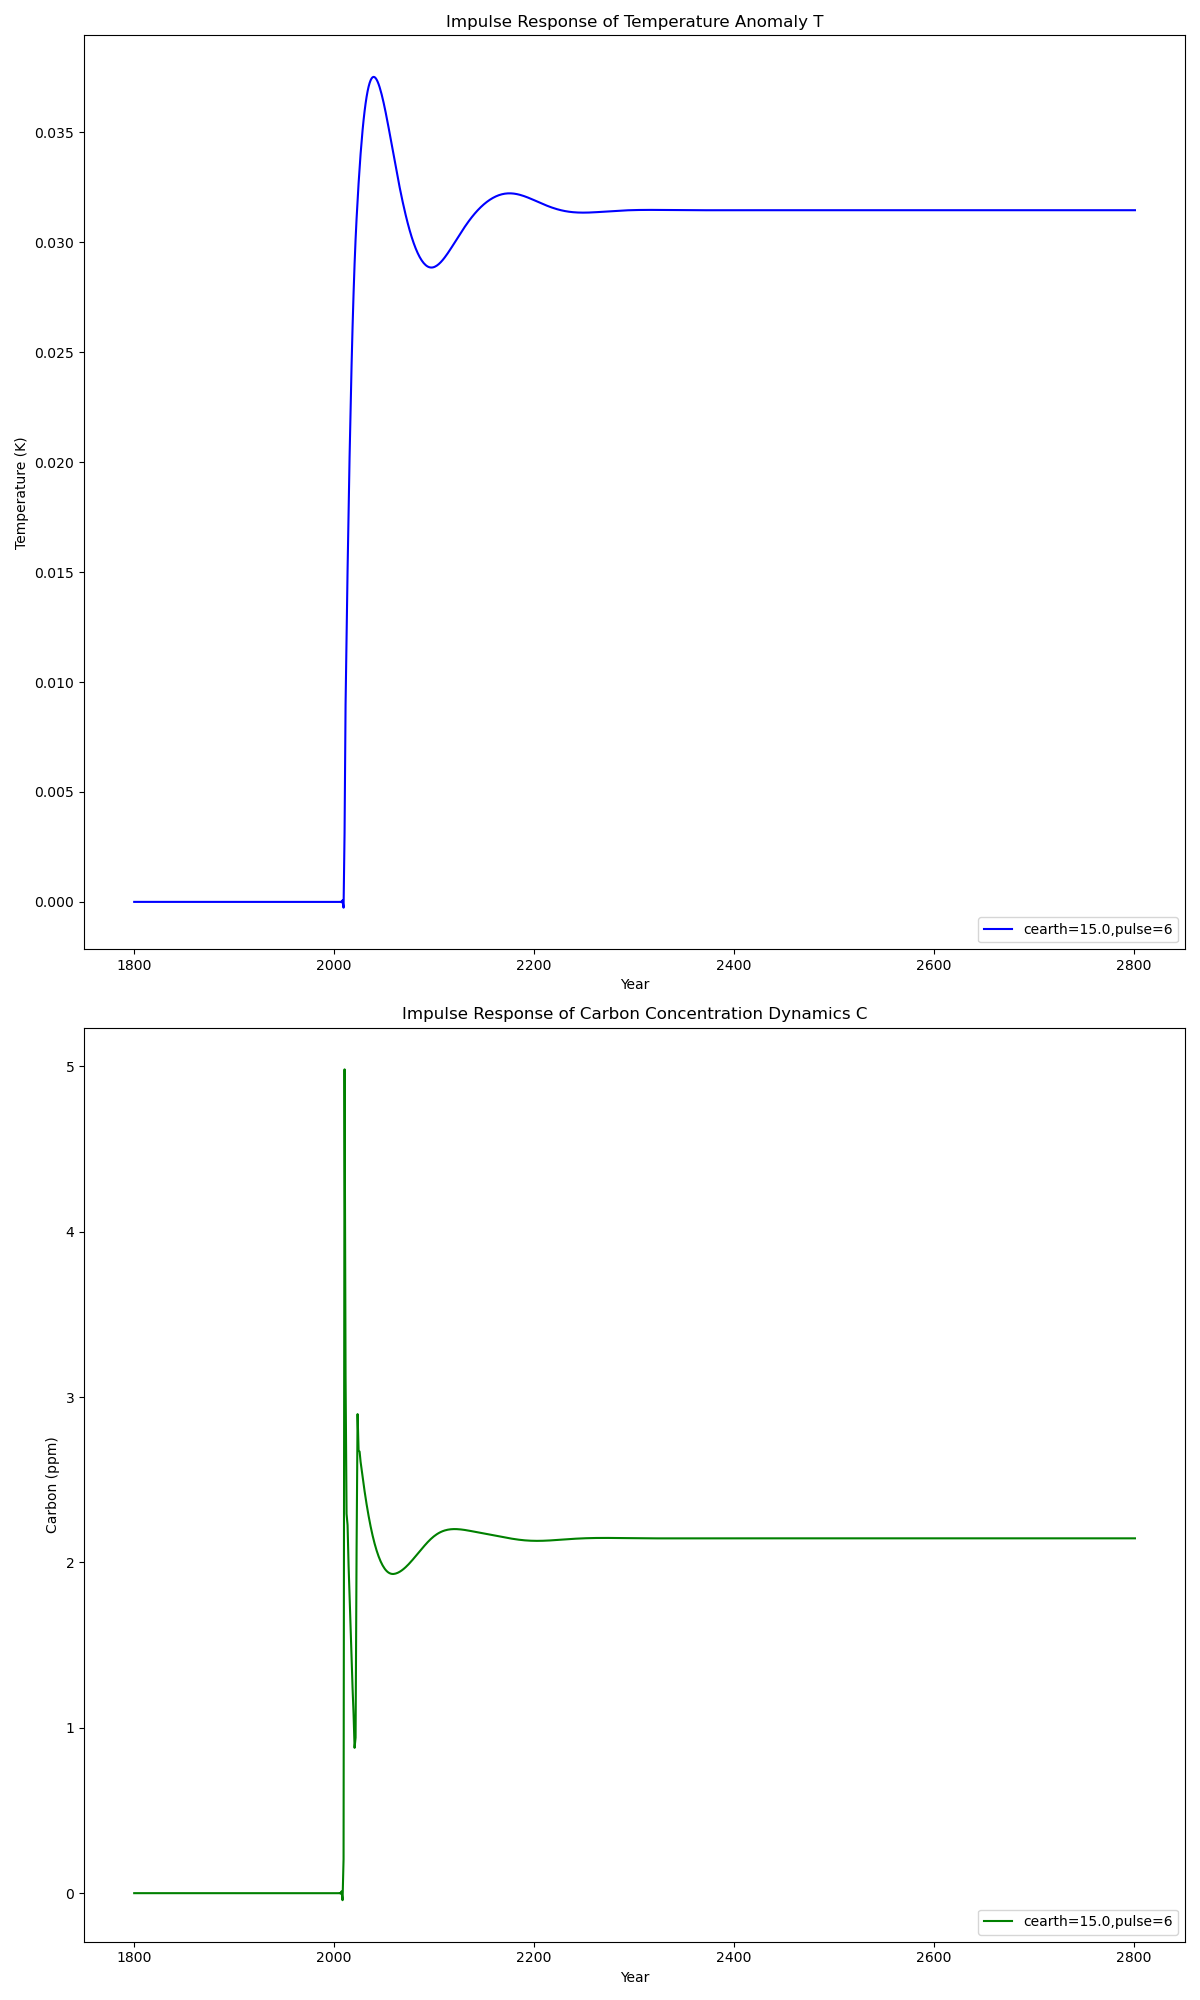 Impulse Response of Temperature Anomaly T
0.035
0.030
0.025
0.020
0.015
0.010
0.005
0.000
Temperature (K)
cearth=15.0,pulse=6
1800 2000 2200 2400 2600 2800
Year
Impulse Response of Carbon Concentration Dynamics C
5
4
3
2
1
0
Carbon (ppm)
cearth=15.0,pulse=6
1800 2000 2200 2400 2600 2800
Year